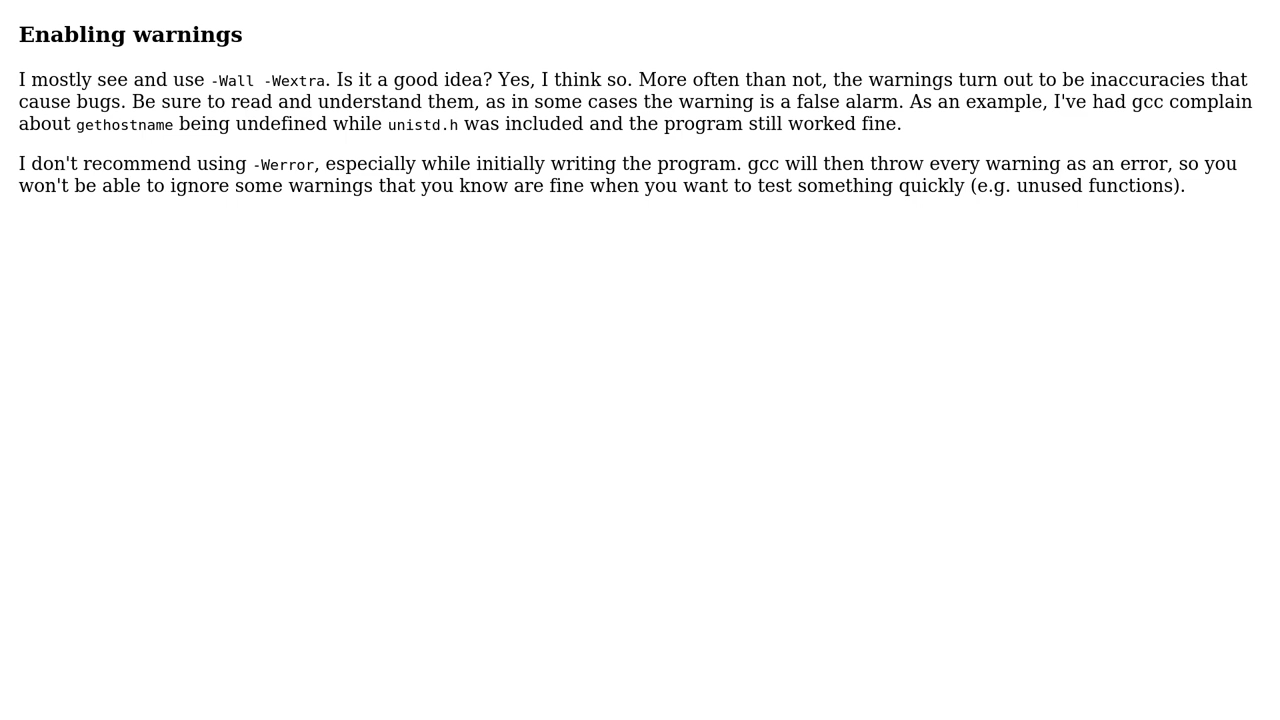 Enabling warnings
I mostly see and use -Wall -Wextra. Is it a good idea? Yes, I think so. More often than not, the warnings turn out to be inaccuracies that
cause bugs. Be sure to read and understand them, as in some cases the warning is a false alarm. As an example, I've had gcc complain
about gethostname being undefined while unistd.h was included and the program still worked fine.
I don't recommend using -Werror, especially while initially writing the program. gcc will then throw every warning as an error, so you
won't be able to ignore some warnings that you know are fine when you want to test something quickly (e.g. unused functions).